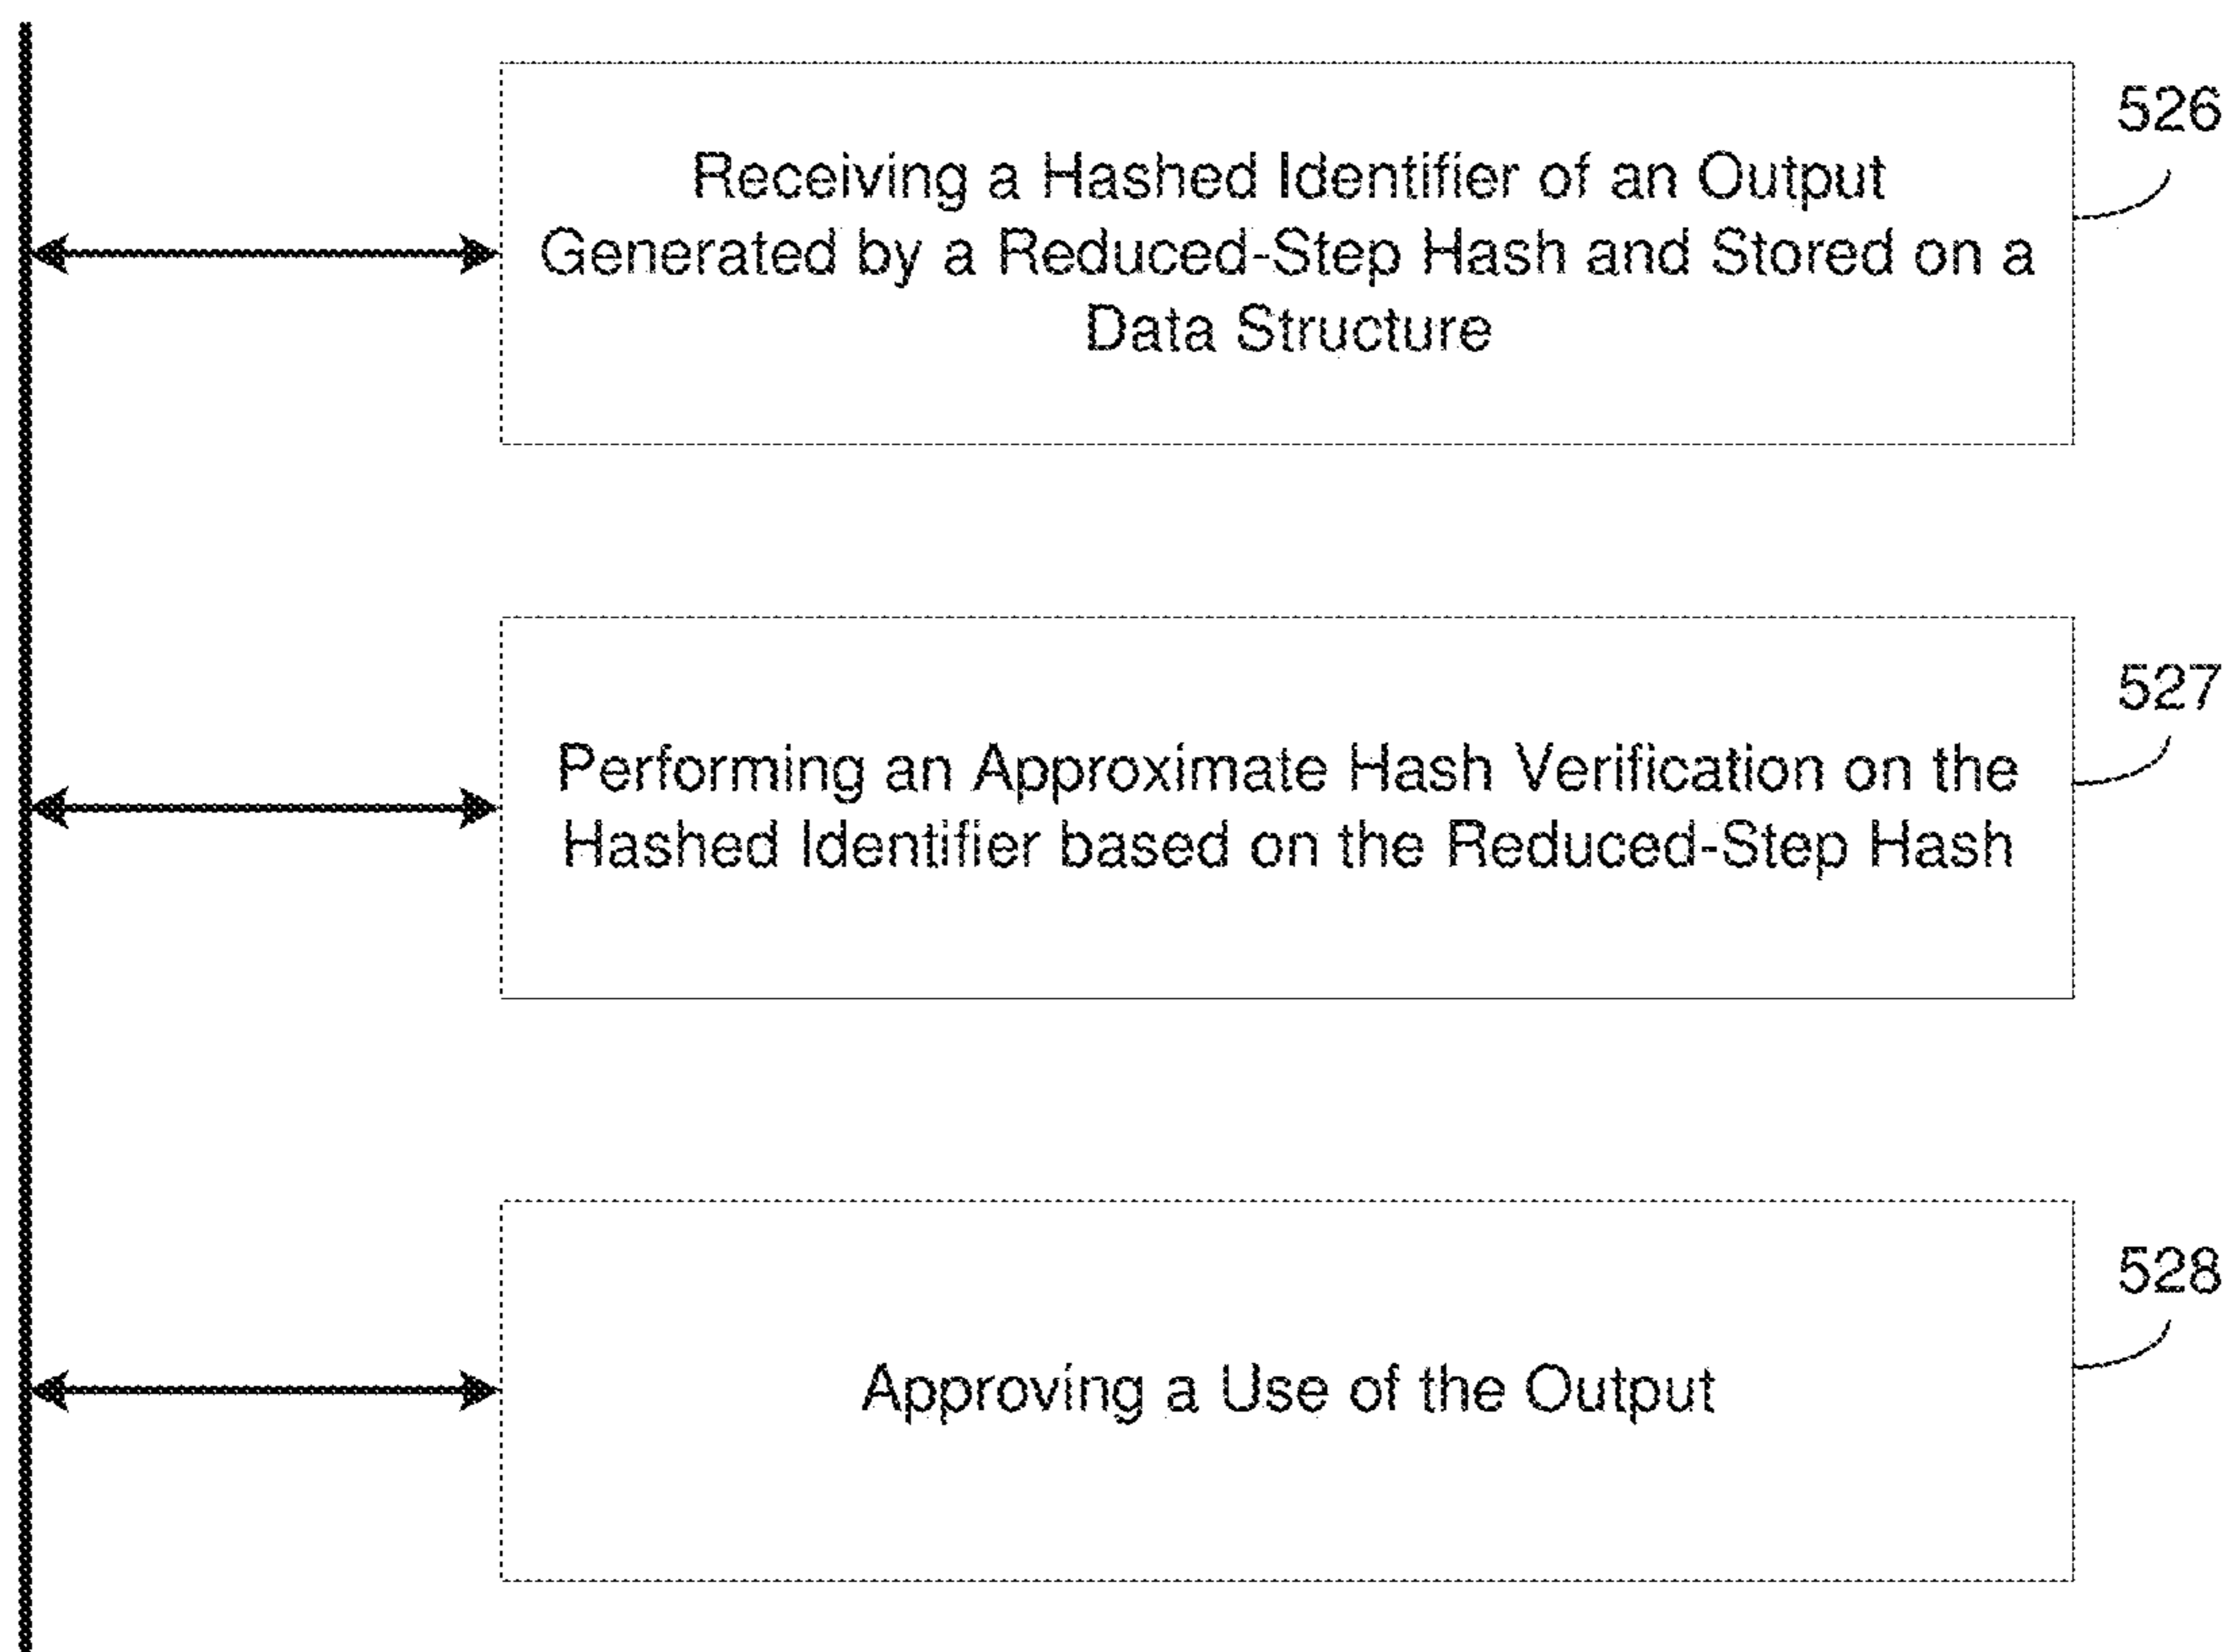 526
Receiving a Hashed Identifier of an Output
Generated by a Reduced-Step Hash and Stored on a
Data Structure
527
Performing an Approximate Hash Verification on the
Hashed Identifier based on the Reduced-Step Hash
528
Approving a Use of the Output